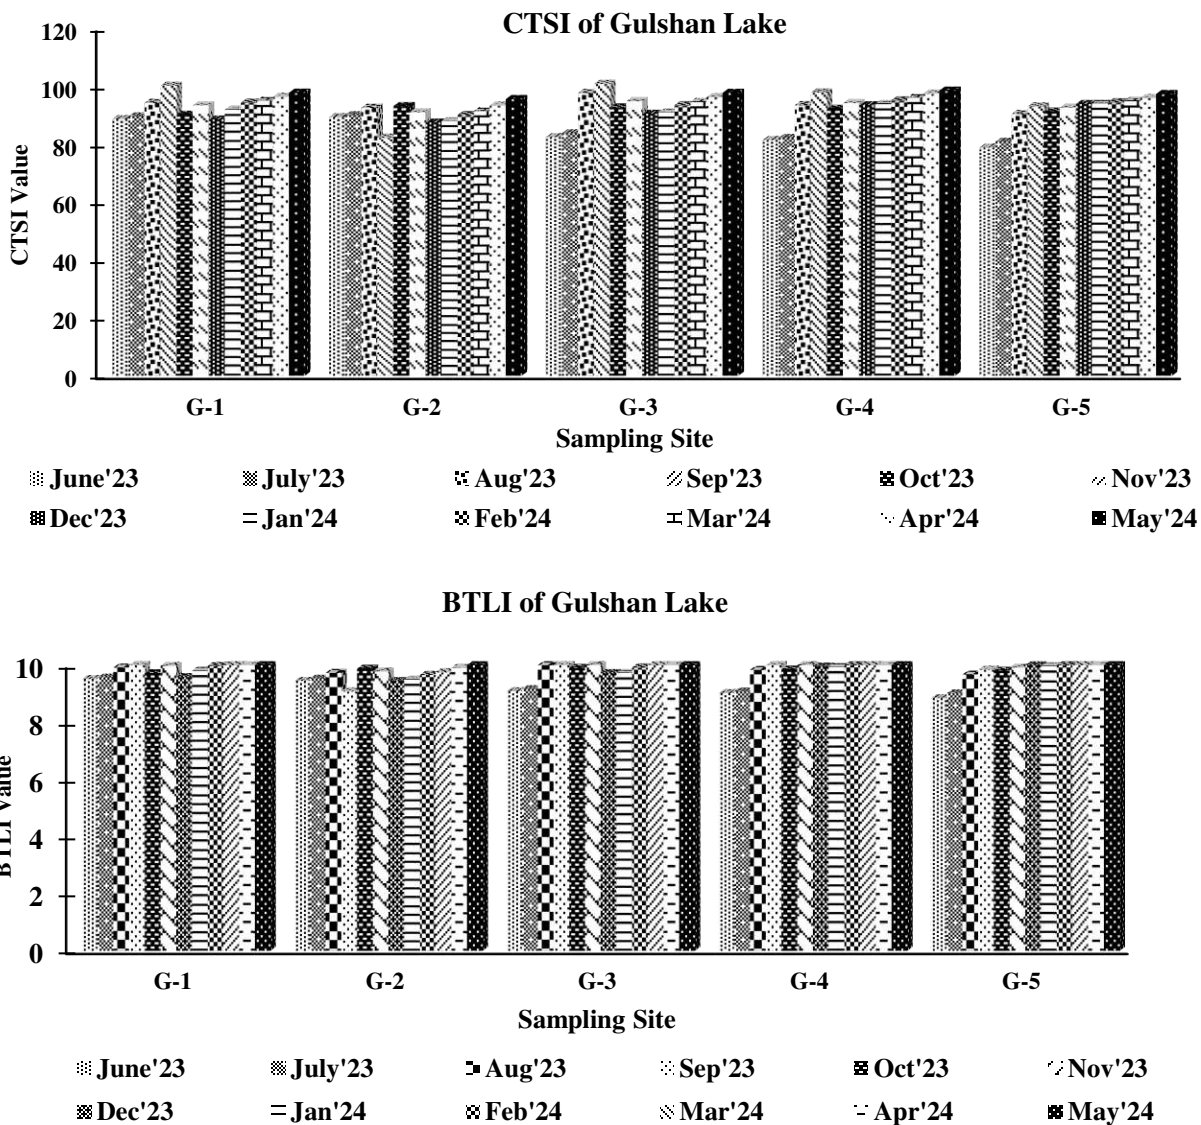 CTSI of Gulshan Lake
120
100
80
60
40
20
0
CTSI Value
G-1 G-2 G-3 G-4 G-5
Sampling Site
June'23 July'23 Aug'23 Sep'23 Oct'23 Nov'23
Dec'23 Jan'24 Feb'24 Mar'24 Apr'24 May'24
BTLI of Gulshan Lake
10
8
6
4
2
0
BTLI Value
G-1 G-2 G-3 G-4 G-5
Sampling Site
June'23 July'23 Aug'23 Sep'23 Oct'23 Nov'23
Dec'23 Jan'24 Feb'24 Mar'24 Apr'24 May'24